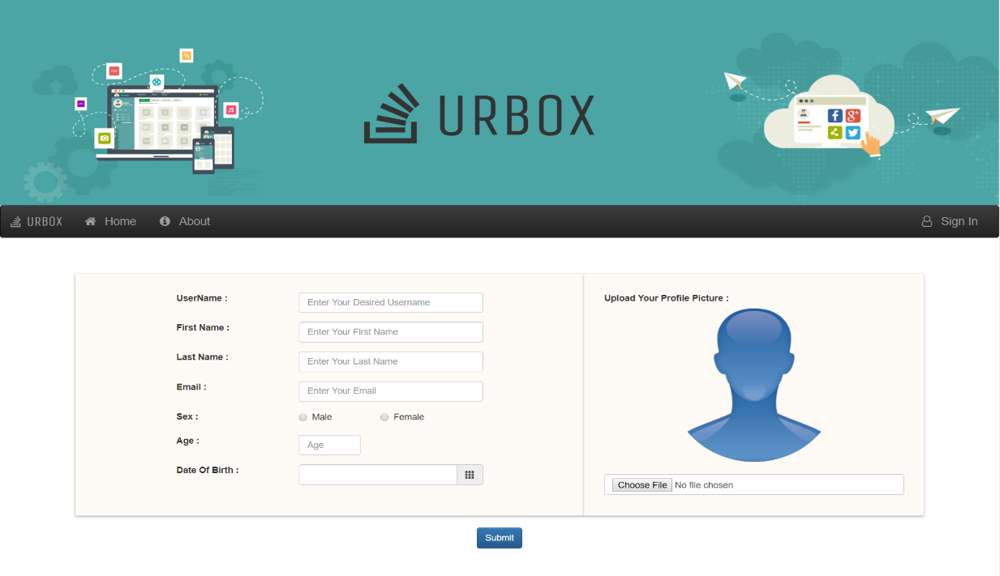 URBOX
URBOX Home About Sign In
UserName : Enter Your Desired Username
First Name : Enter Your First Name
Last Name : Enter Your Last Name
Email : Enter Your Email
Sex : Male Female
Age : Age
Date Of Birth :
Upload Your Profile Picture :
Choose File No file chosen
Submit